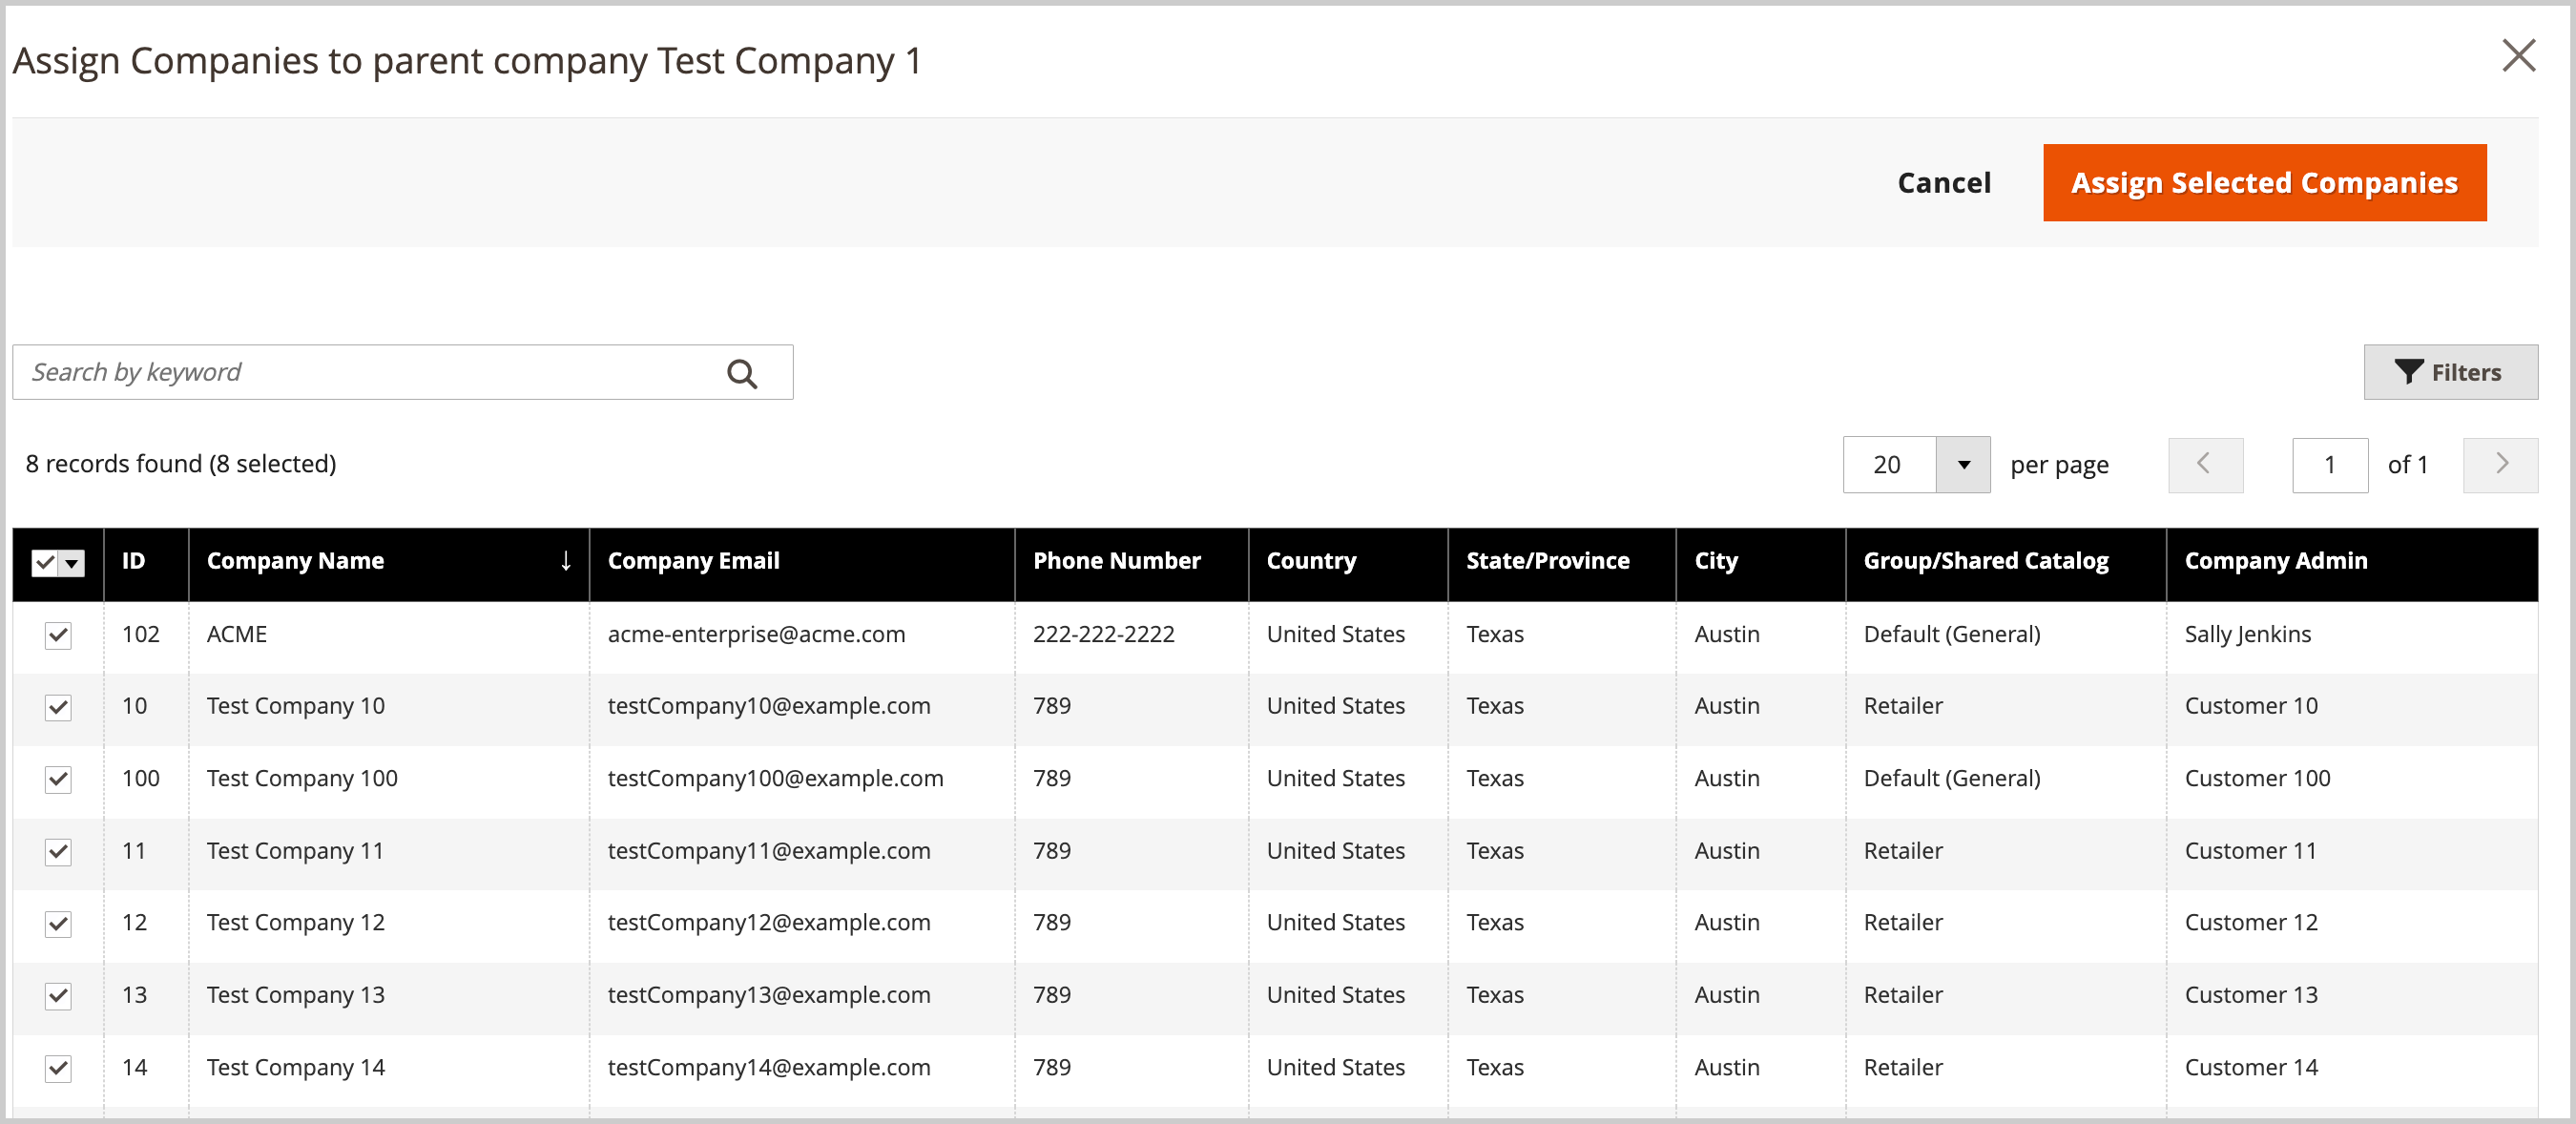 Assign Companies to parent company Test Company 1
Cancel Assign Selected Companies
Search by keyword Filters
8 records found (8 selected) 20 per page 1 of 1
ID Company Name ↓ Company Email Phone Number Country State/Province City Group/Shared Catalog Company Admin
102 ACME acme-enterprise@acme.com 222-222-2222 United States Texas Austin Default (General) Sally Jenkins
10 Test Company 10 testCompany10@example.com 789 United States Texas Austin Retailer Customer 10
100 Test Company 100 testCompany100@example.com 789 United States Texas Austin Default (General) Customer 100
11 Test Company 11 testCompany11@example.com 789 United States Texas Austin Retailer Customer 11
12 Test Company 12 testCompany12@example.com 789 United States Texas Austin Retailer Customer 12
13 Test Company 13 testCompany13@example.com 789 United States Texas Austin Retailer Customer 13
14 Test Company 14 testCompany14@example.com 789 United States Texas Austin Retailer Customer 14